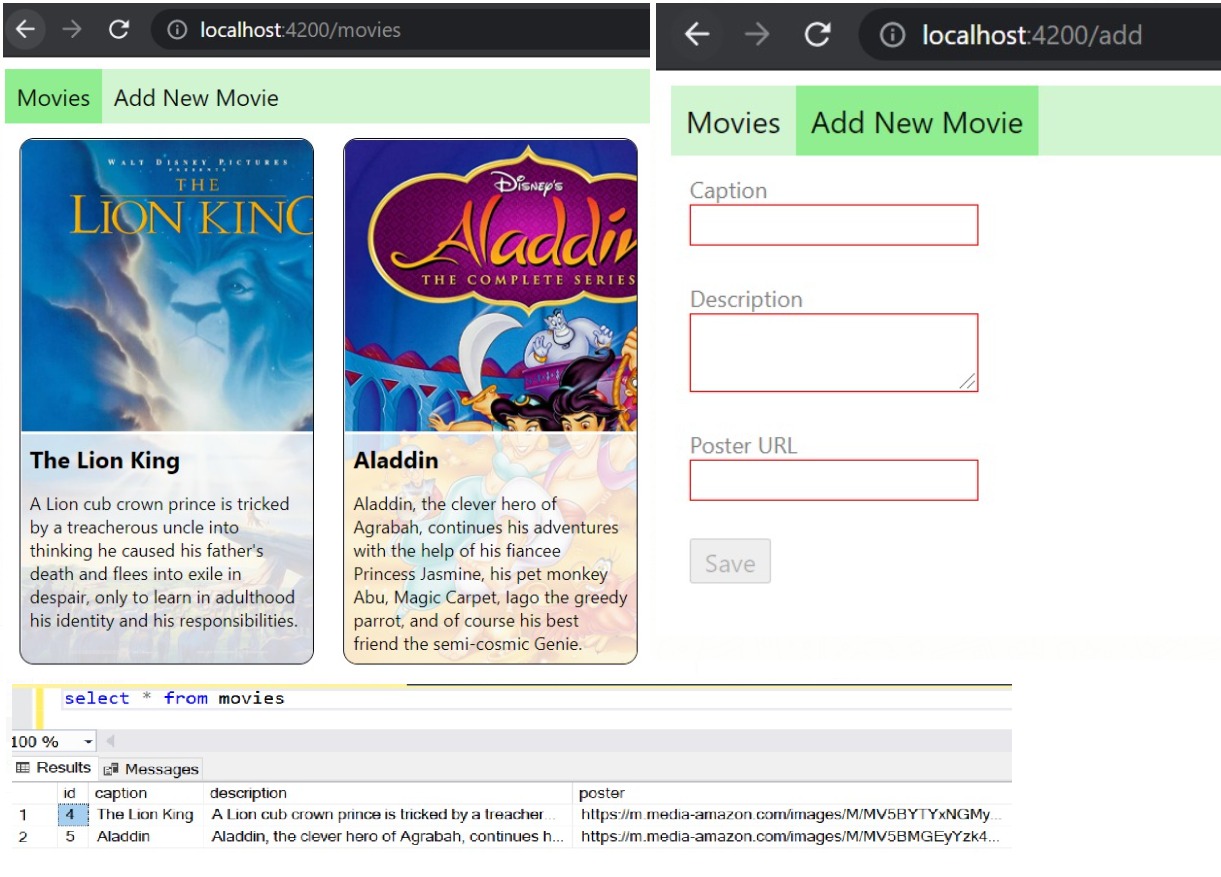 localhost:4200/movies
Movies Add New Movie
WALT DISNEY PICTURES
PRESENTS
THE
LION KING
DISNEY'S
Aladdin
THE COMPLETE SERIES
The Lion King
A Lion cub crown prince is tricked
by a treacherous uncle into
thinking he caused his father's
death and flees into exile in
despair, only to learn in adulthood
his identity and his responsibilities.
Aladdin
Aladdin, the clever hero of
Agrabah, continues his adventures
with the help of his fiancee
Princess Jasmine, his pet monkey
Abu, Magic Carpet, Iago the greedy
parrot, and of course his best
friend the semi-cosmic Genie.
localhost:4200/add
Movies Add New Movie
Caption
Description
Poster URL
Save
select * from movies
100 %
Results Messages
id caption description poster
1 4 The Lion King A Lion cub crown prince is tricked by a treacher... https://m.media-amazon.com/images/M/MV5BYTYxNGMy...
2 5 Aladdin Aladdin, the clever hero of Agrabah, continues h... https://m.media-amazon.com/images/M/MV5BMGEyYzk4...